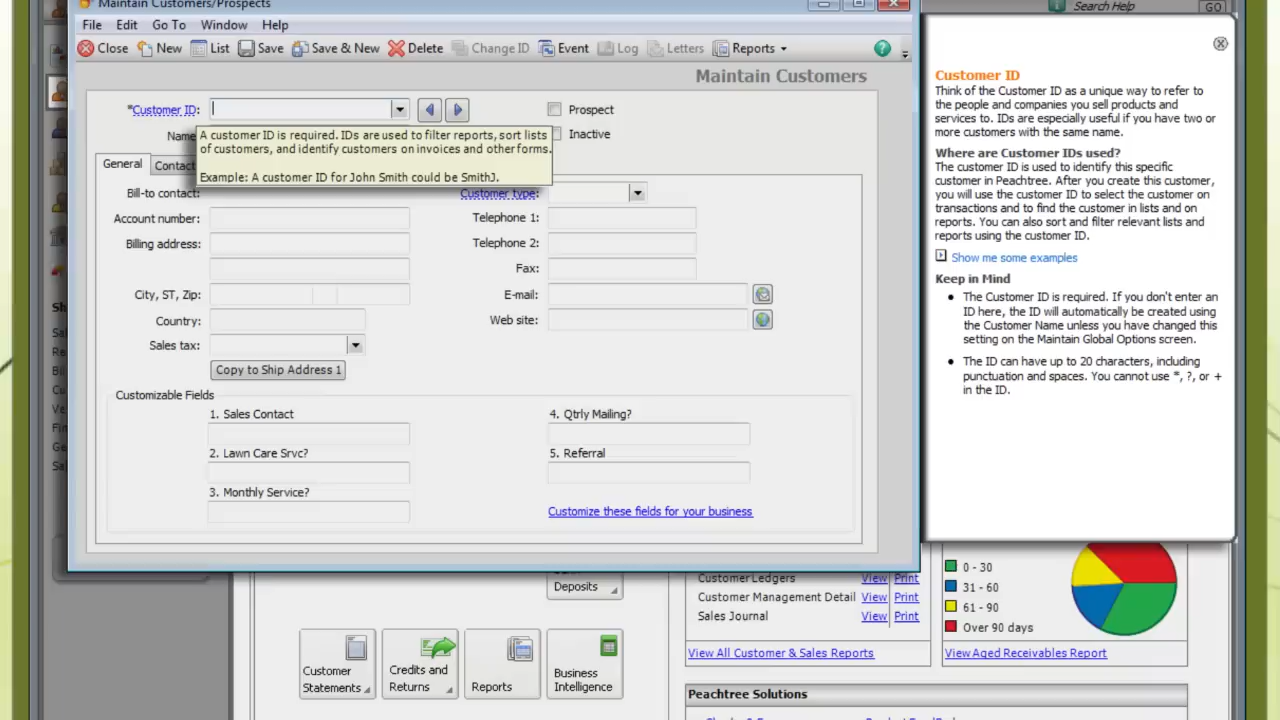 Maintain Customers/Prospects
Search Help
GO
File Edit Go To Window Help
Close New List Save Save & New Delete Change ID Event Log Letters Reports
Maintain Customers
*Customer ID:
Prospect
Name
A customer ID is required. IDs are used to filter reports, sort lists
of customers, and identify customers on invoices and other forms.
Example: A customer ID for John Smith could be SmithJ.
Inactive
General
Contact
Bill-to contact:
Customer type:
Account number:
Telephone 1:
Billing address:
Telephone 2:
Fax:
City, ST, Zip:
E-mail:
Country:
Web site:
Sales tax:
Copy to Ship Address 1
Customizable Fields
1. Sales Contact
4. Qtrly Mailing?
2. Lawn Care Srvc?
5. Referral
3. Monthly Service?
Customize these fields for your business
Customer ID
Think of the Customer ID as a unique way to refer to
the people and companies you sell products and
services to. IDs are especially useful if you have two or
more customers with the same name.
Where are Customer IDs used?
The customer ID is used to identify this specific
customer in Peachtree. After you create this customer,
you will use the customer ID to select the customer on
transactions and to find the customer in lists and on
reports. You can also sort and filter relevant lists and
reports using the customer ID.
Show me some examples
Keep in Mind
• The Customer ID is required. If you don't enter an
ID here, the ID will automatically be created using
the Customer Name unless you have changed this
setting on the Maintain Global Options screen.
• The ID can have up to 20 characters, including
punctuation and spaces. You cannot use *, ?, or +
in the ID.
Deposits
Customer
Statements
Credits and
Returns
Reports
Business
Intelligence
Customer Ledgers View Print
Customer Management Detail View Print
Sales Journal View Print
View All Customer & Sales Reports
0 - 30
31 - 60
61 - 90
Over 90 days
View Aged Receivables Report
Peachtree Solutions